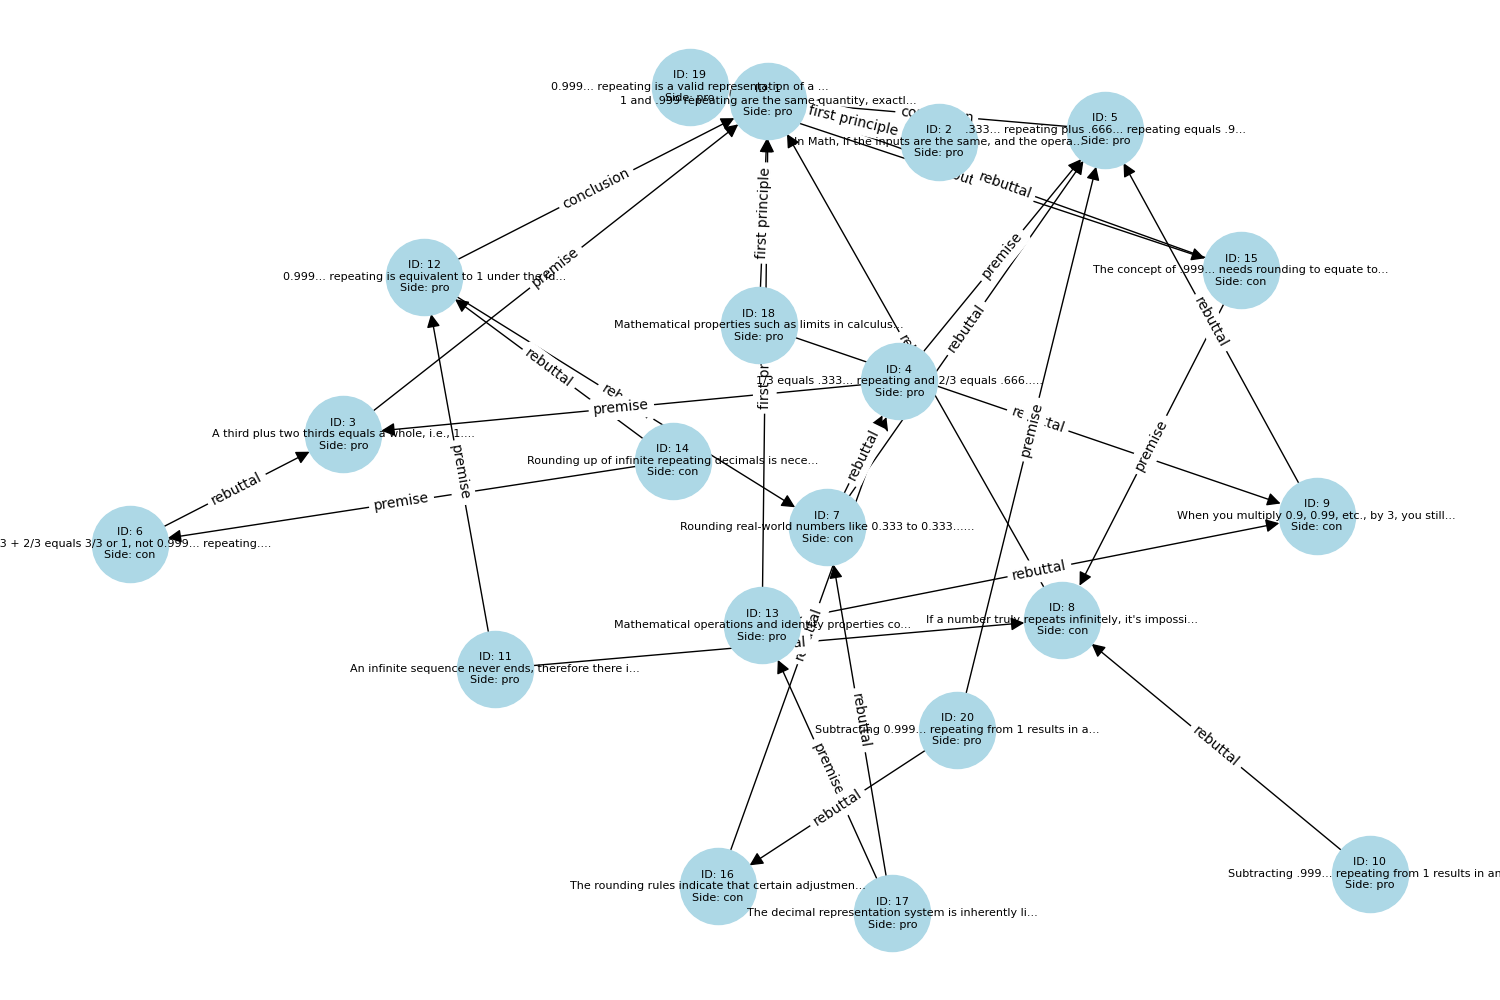 ID: 19
0.999... repeating is a valid representation of a ...
Side: pro
ID: 1
1 and .999 repeating are the same quantity, exactl...
Side: pro
first principle
ID: 2
In Math, if the inputs are the same, and the opera...
Side: pro
ID: 5
.333... repeating plus .666... repeating equals .9...
Side: pro
rebuttal
conclusion
first principle
premise
ID: 15
The concept of .999... needs rounding to equate to...
Side: con
ID: 12
0.999... repeating is equivalent to 1 under the
Side: pro
premise
rebuttal
rebuttal
ID: 18
Mathematical properties such as limits in calculus...
Side: pro
rebuttal
ID: 4
1/3 equals .333... repeating and 2/3 equals .666.....
Side: pro
premise
ID: 3
A third plus two thirds equals a whole, i.e., 1....
Side: pro
premise
premise
premise
rebuttal
ID: 14
Rounding up of infinite repeating decimals is nece...
Side: con
rebuttal
premise
ID: 7
Rounding real-world numbers like 0.333 to 0.333......
Side: con
ID: 9
When you multiply 0.9, 0.99, etc., by 3, you still...
Side: con
ID: 6
3 + 2/3 equals 3/3 or 1, not 0.999... repeating....
Side: con
rebuttal
ID: 13
Mathematical operations and identity properties co...
Side: pro
ID: 8
If a number truly repeats infinitely, it's impossi...
Side: con
ID: 11
An infinite sequence never ends, therefore there i...
Side: pro
rebuttal
ID: 20
Subtracting 0.999... repeating from 1 results in a...
Side: pro
rebuttal
premise
rebuttal
ID: 16
The rounding rules indicate that certain adjustmen...
Side: con
ID: 17
The decimal representation system is inherently li...
Side: pro
ID: 10
Subtracting .999... repeating from 1 results in an
Side: pro